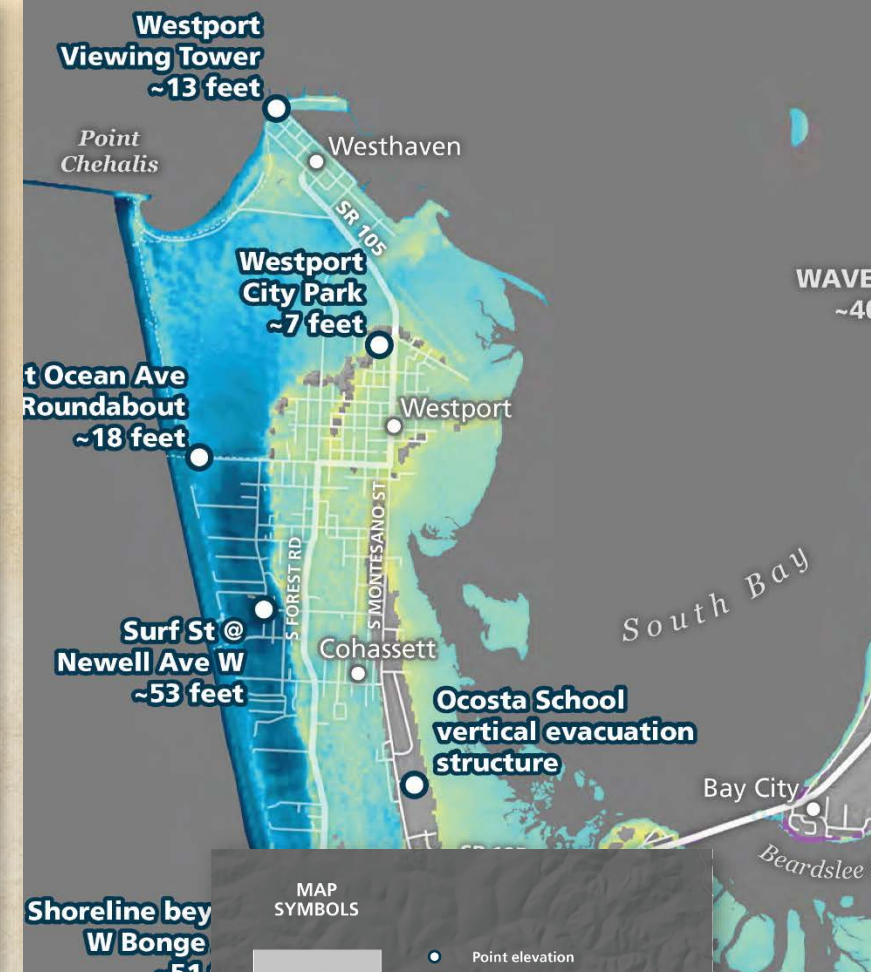 Westport
Viewing Tower
~13 feet
Point
Chehalis
Westhaven
SR 105
Westport
City Park
~7 feet
WAVE
~40
t Ocean Ave
Roundabout
~18 feet
Westport
S FOREST RD
S MONTESANO ST
South Bay
Surf St @
Newell Ave W
~53 feet
Cohassett
Ocosta School
vertical evacuation
structure
Bay City
Beardslee
MAP
SYMBOLS
Shoreline bey
W Bonge
~51
Point elevation